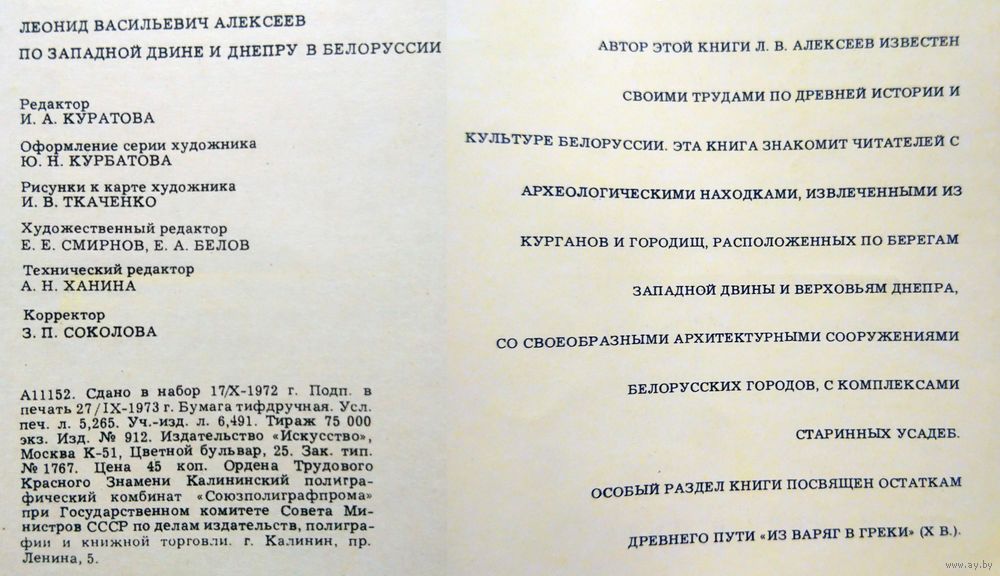 ЛЕОНИД ВАСИЛЬЕВИЧ АЛЕКСЕЕВ
ПО ЗАПАДНОЙ ДВИНЕ И ДНЕПРУ В БЕЛОРУССИИ
Редактор
И. А. КУРАТОВА
Оформление серии художника
Ю. Н. КУРБАТОВА
Рисунки к карте художника
И. В. ТКАЧЕНКО
Художественный редактор
Е. Е. СМИРНОВ, Е. А. БЕЛОВ
Технический редактор
А. Н. ХАНИНА
Корректор
З. П. СОКОЛОВА
А11152. Сдано в набор 17/X-1972 г. Подп. в
печать 27/IX-1973 г. Бумага тифдручная. Усл.
печ. л. 5,265. Уч.-изд. л. 6,491. Тираж 75 000
экз. Изд. № 912. Издательство «Искусство»,
Москва К-51, Цветной бульвар, 25. Зак. тип.
№ 1767. Цена 45 коп. Ордена Трудового
Красного Знамени Калининский полигра-
фический комбинат «Союзполиграфпрома»
при Государственном комитете Совета Ми-
нистров СССР по делам издательств, полигра-
фии и книжной торговли. г. Калинин, пр.
Ленина, 5.
АВТОР ЭТОЙ КНИГИ Л. В. АЛЕКСЕЕВ ИЗВЕСТЕН
СВОИМИ ТРУДАМИ ПО ДРЕВНЕЙ ИСТОРИИ И
КУЛЬТУРЕ БЕЛОРУССИИ. ЭТА КНИГА ЗНАКОМИТ ЧИТАТЕЛЕЙ С
АРХЕОЛОГИЧЕСКИМИ НАХОДКАМИ, ИЗВЛЕЧЕННЫМИ ИЗ
КУРГАНОВ И ГОРОДИЩ, РАСПОЛОЖЕННЫХ ПО БЕРЕГАМ
ЗАПАДНОЙ ДВИНЫ И ВЕРХОВЬЯМ ДНЕПРА,
СО СВОЕОБРАЗНЫМИ АРХИТЕКТУРНЫМИ СООРУЖЕНИЯМИ
БЕЛОРУССКИХ ГОРОДОВ, С КОМПЛЕКСАМИ
СТАРИННЫХ УСАДЕБ.
ОСОБЫЙ РАЗДЕЛ КНИГИ ПОСВЯЩЕН ОСТАТКАМ
ДРЕВНЕГО ПУТИ «ИЗ ВАРЯГ В ГРЕКИ» (X В.).
www.ay.by